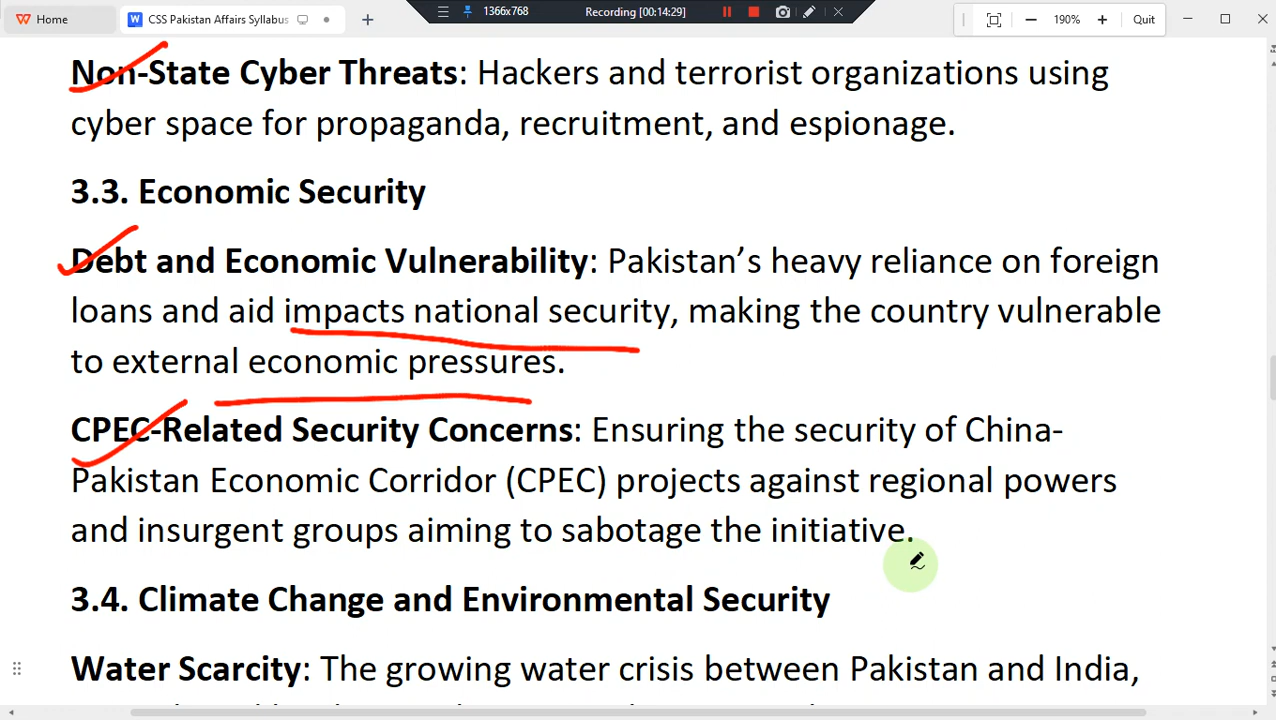 Home
CSS Pakistan Affairs Syllabus
1366x768
Recording [00:14:29]
190%
Quit
Non-State Cyber Threats: Hackers and terrorist organizations using
cyber space for propaganda, recruitment, and espionage.
3.3. Economic Security
Debt and Economic Vulnerability: Pakistan’s heavy reliance on foreign
loans and aid impacts national security, making the country vulnerable
to external economic pressures.
CPEC-Related Security Concerns: Ensuring the security of China-
Pakistan Economic Corridor (CPEC) projects against regional powers
and insurgent groups aiming to sabotage the initiative.
3.4. Climate Change and Environmental Security
Water Scarcity: The growing water crisis between Pakistan and India,